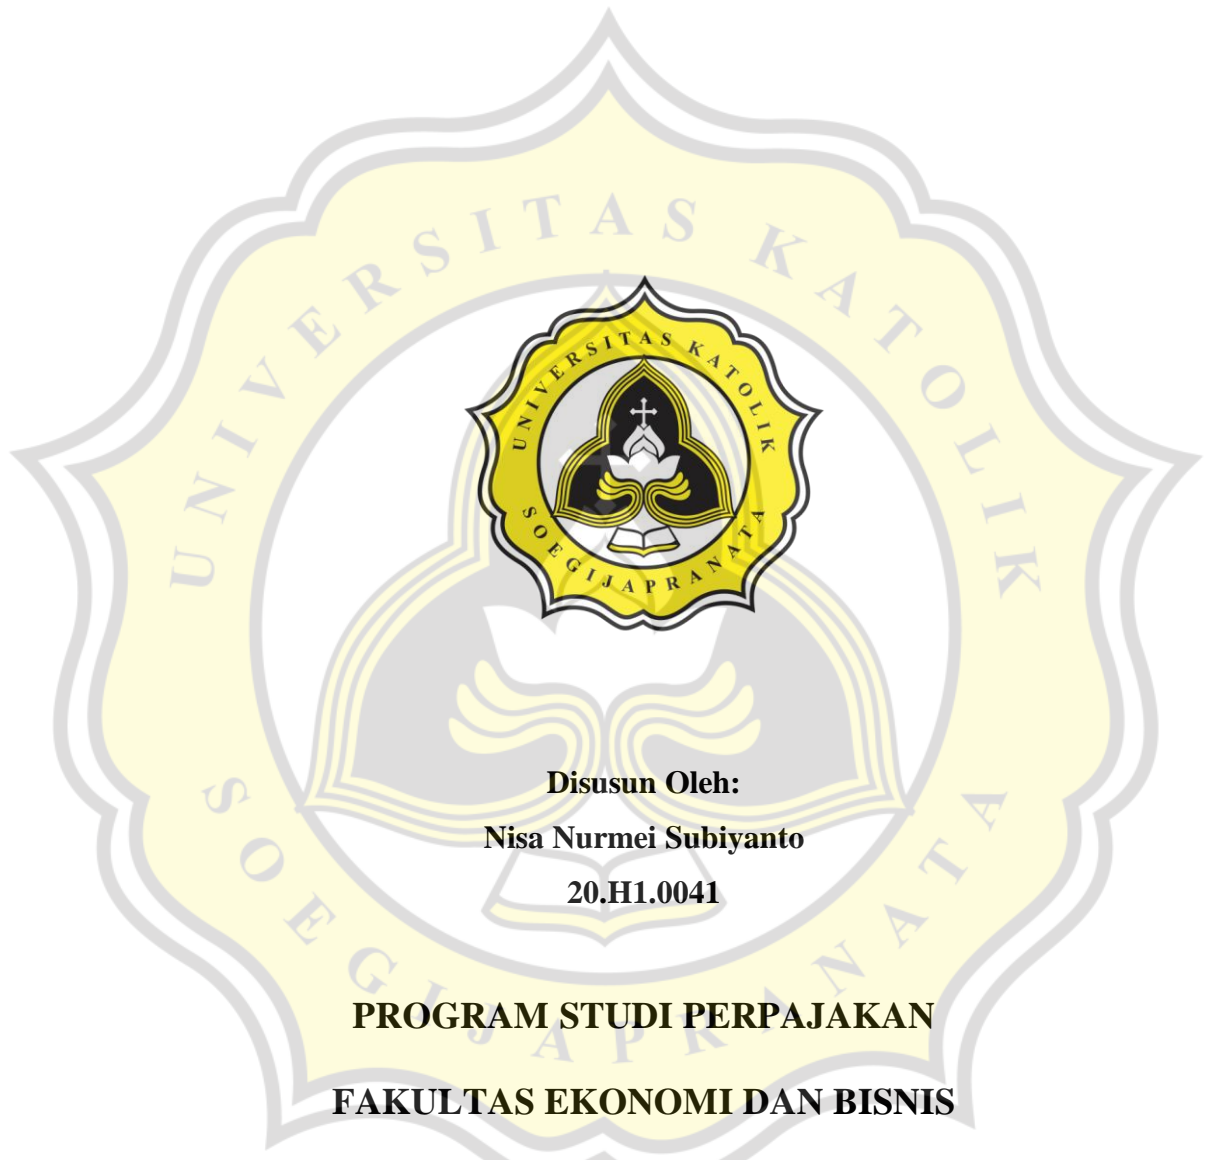 UNIVERSITAS KATOLIK
SOEGIJAPRANATA
UNIVERSITAS KATOLIK
SOEGIJAPRANATA
Disusun Oleh:
Nisa Nurmei Subiyanto
20.H1.0041
PROGRAM STUDI PERPAJAKAN
FAKULTAS EKONOMI DAN BISNIS